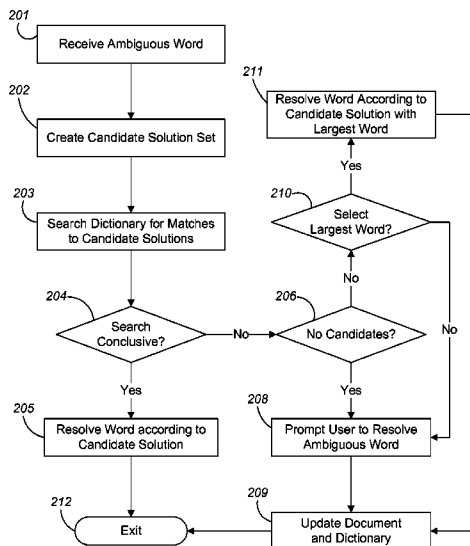 201
Receive Ambiguous Word
202
Create Candidate Solution Set
203
Search Dictionary for Matches
to Candidate Solutions
204
Search
Conclusive?
No
Yes
205
Resolve Word according to
Candidate Solution
212
Exit
211
Resolve Word According to
Candidate Solution with
Largest Word
Yes
210
Select
Largest Word?
No
No
206
No Candidates?
Yes
208
Prompt User to Resolve
Ambiguous Word
209
Update Document
and Dictionary